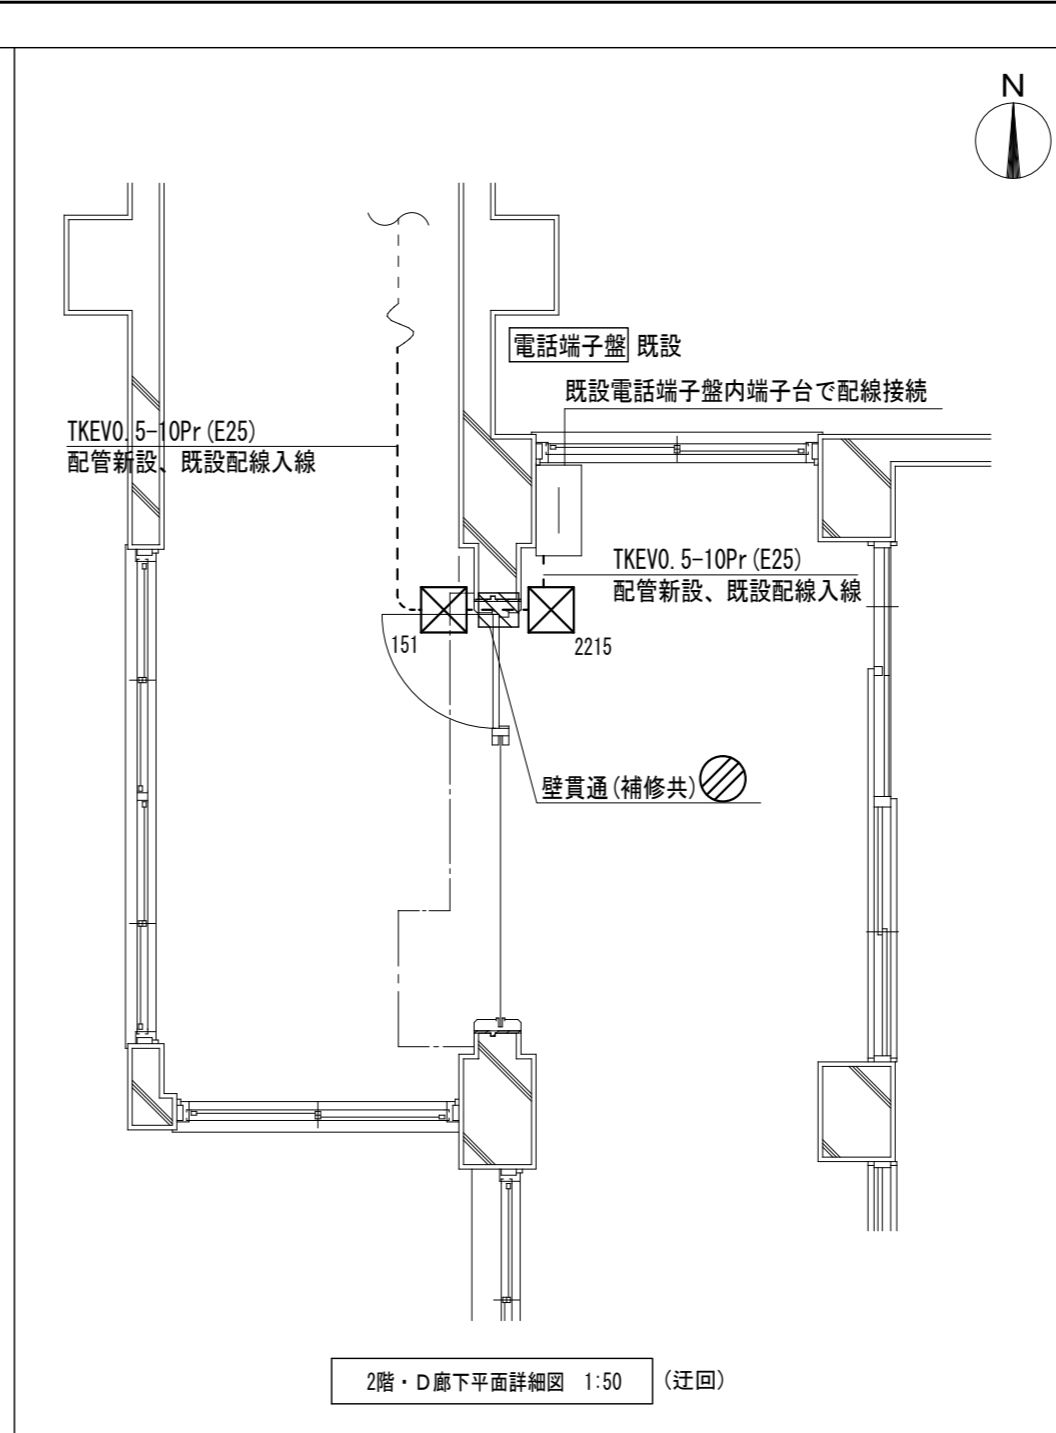 N
電話端子盤 既設
既設電話端子盤内端子台で配線接続
TKEV0.5-10Pr(E25)
配管新設、既設配線入線
TKEV0.5-10Pr(E25)
配管新設、既設配線入線
151
2215
壁貫通(補修共)
2階・D廊下平面詳細図 1:50 (迂回)